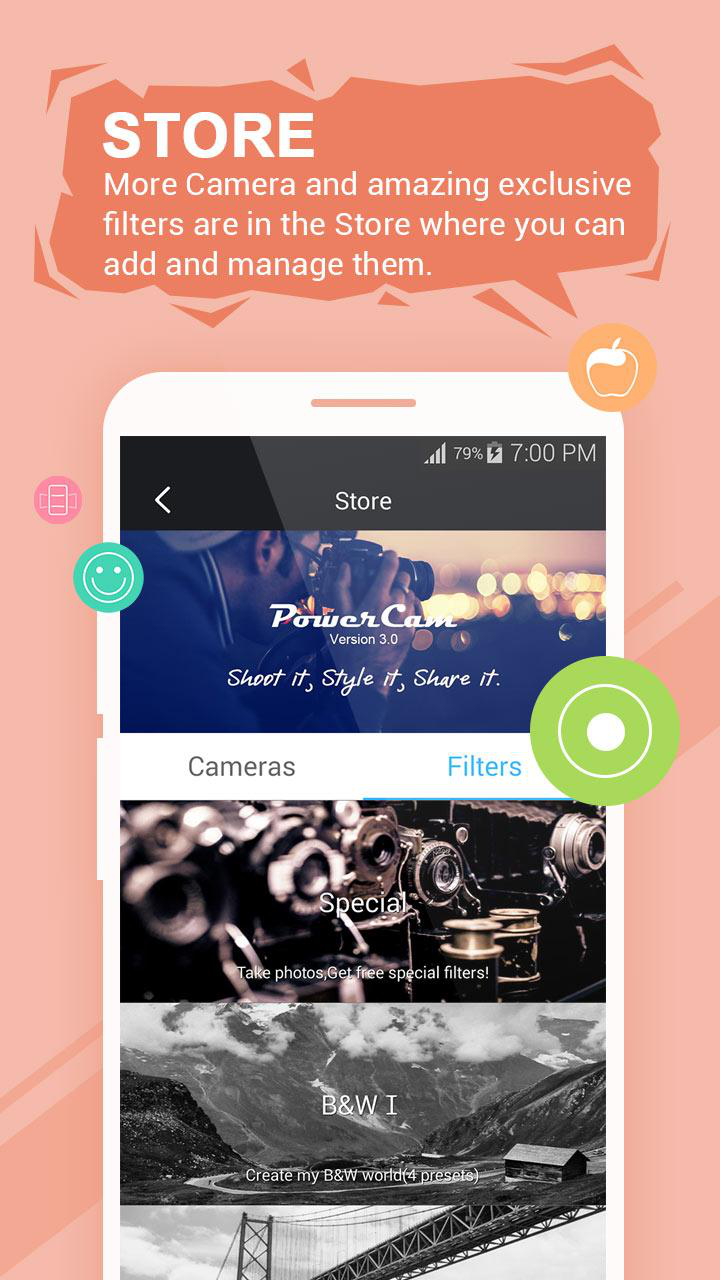 STORE
More Camera and amazing exclusive
filters are in the Store where you can
add and manage them.
79% 7:00 PM
Store
PowerCam
Version 3.0
Shoot it, Style it, Share it.
Cameras Filters
Special
Take photos,Get free special filters!
B&W I
Create my B&W world(4 presets)